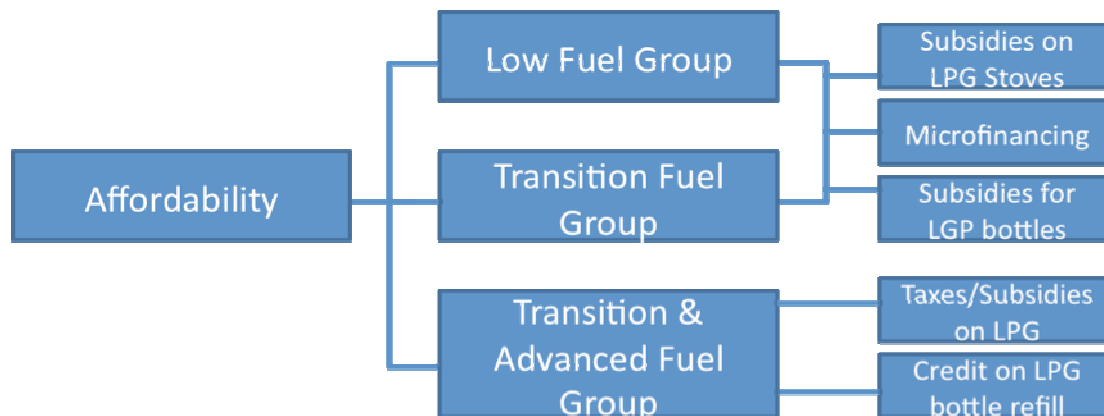 Affordability
Low Fuel Group
Transition Fuel
Group
Transition &
Advanced Fuel
Group
Subsidies on
LPG Stoves
Microfinancing
Subsidies for
LGP bottles
Taxes/Subsidies
on LPG
Credit on LPG
bottle refill